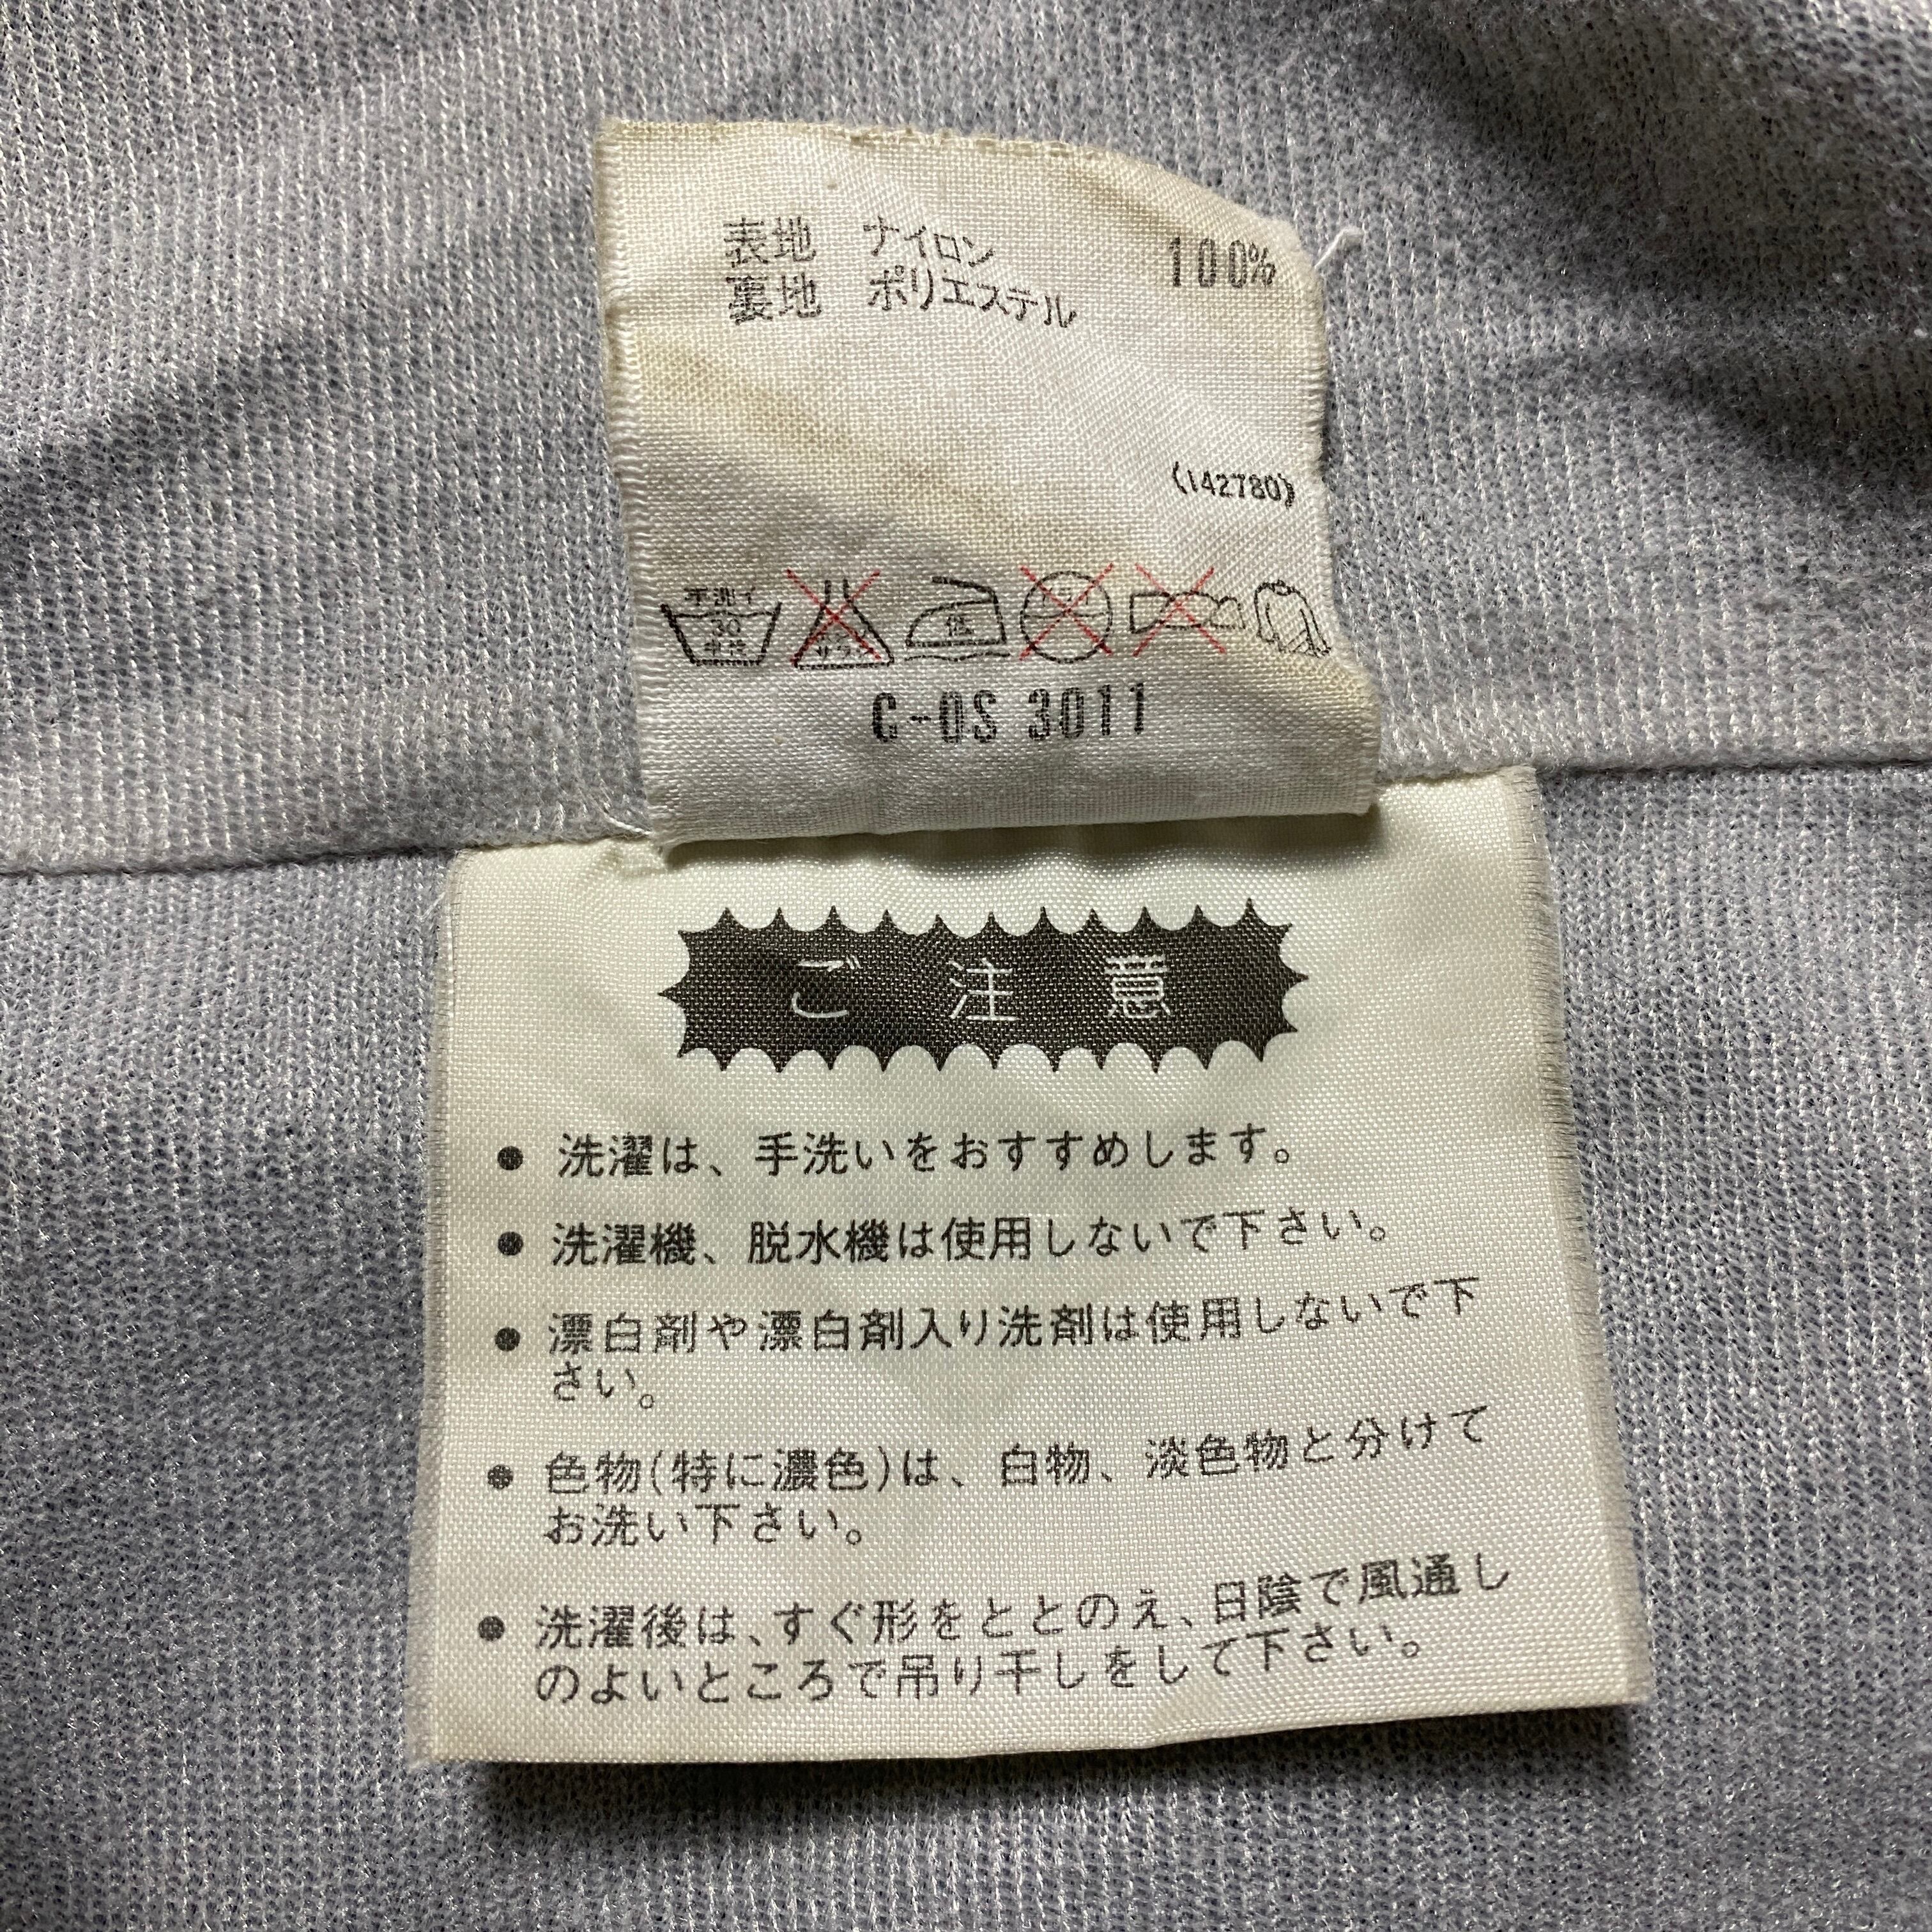 表地 ナイロン 100%
裏地 ポリエステル
(142780)
手洗イ
30
中性
低
C-OS 3011
ご注意
● 洗濯は、手洗いをおすすめします。
● 洗濯機、脱水機は使用しないで下さい。
● 漂白剤や漂白剤入り洗剤は使用しないで下
さい。
● 色物(特に濃色)は、白物、淡色物と分けて
お洗い下さい。
● 洗濯後は、すぐ形をととのえ、日陰で風通し
のよいところで吊り干しをして下さい。